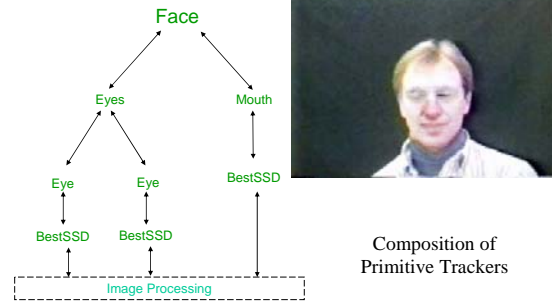 Face
Eyes Mouth
Eye Eye BestSSD
BestSSD BestSSD
Image Processing
Composition of
Primitive Trackers